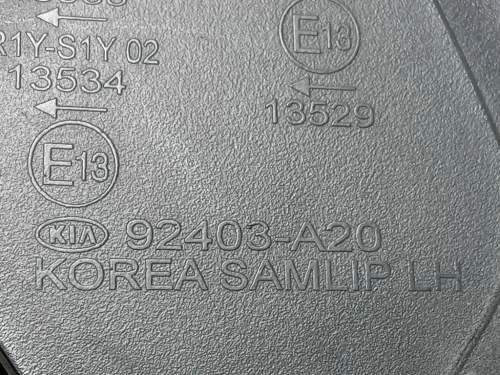 E13
R1Y-S1Y 02
13534
13529
E13
KIA 92403-A20
KOREA SAMLIP LH